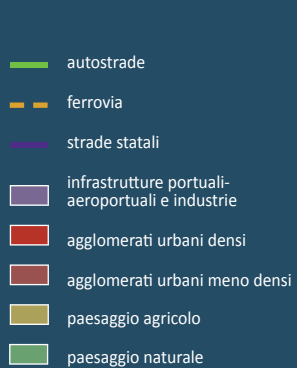 autostrade
ferrovia
strade statali
infrastrutture portuali-
aeroportuali e industrie
agglomerati urbani densi
agglomerati urbani meno densi
paesaggio agricolo
paesaggio naturale